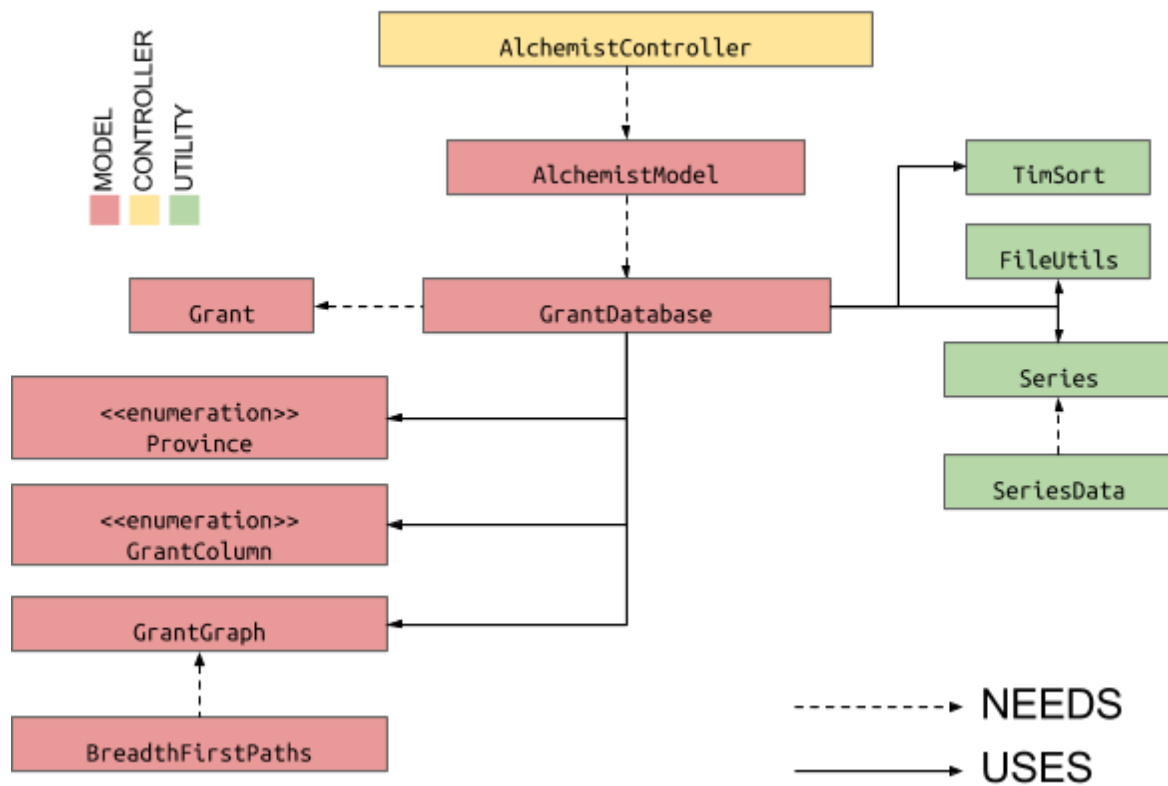 AlchemistController
MODEL
CONTROLLER
UTILITY
AlchemistModel
TimSort
FileUtils
Grant
GrantDatabase
Series
<<enumeration>>
Province
SeriesData
<<enumeration>>
GrantColumn
GrantGraph
BreadthFirstPaths
NEEDS
USES